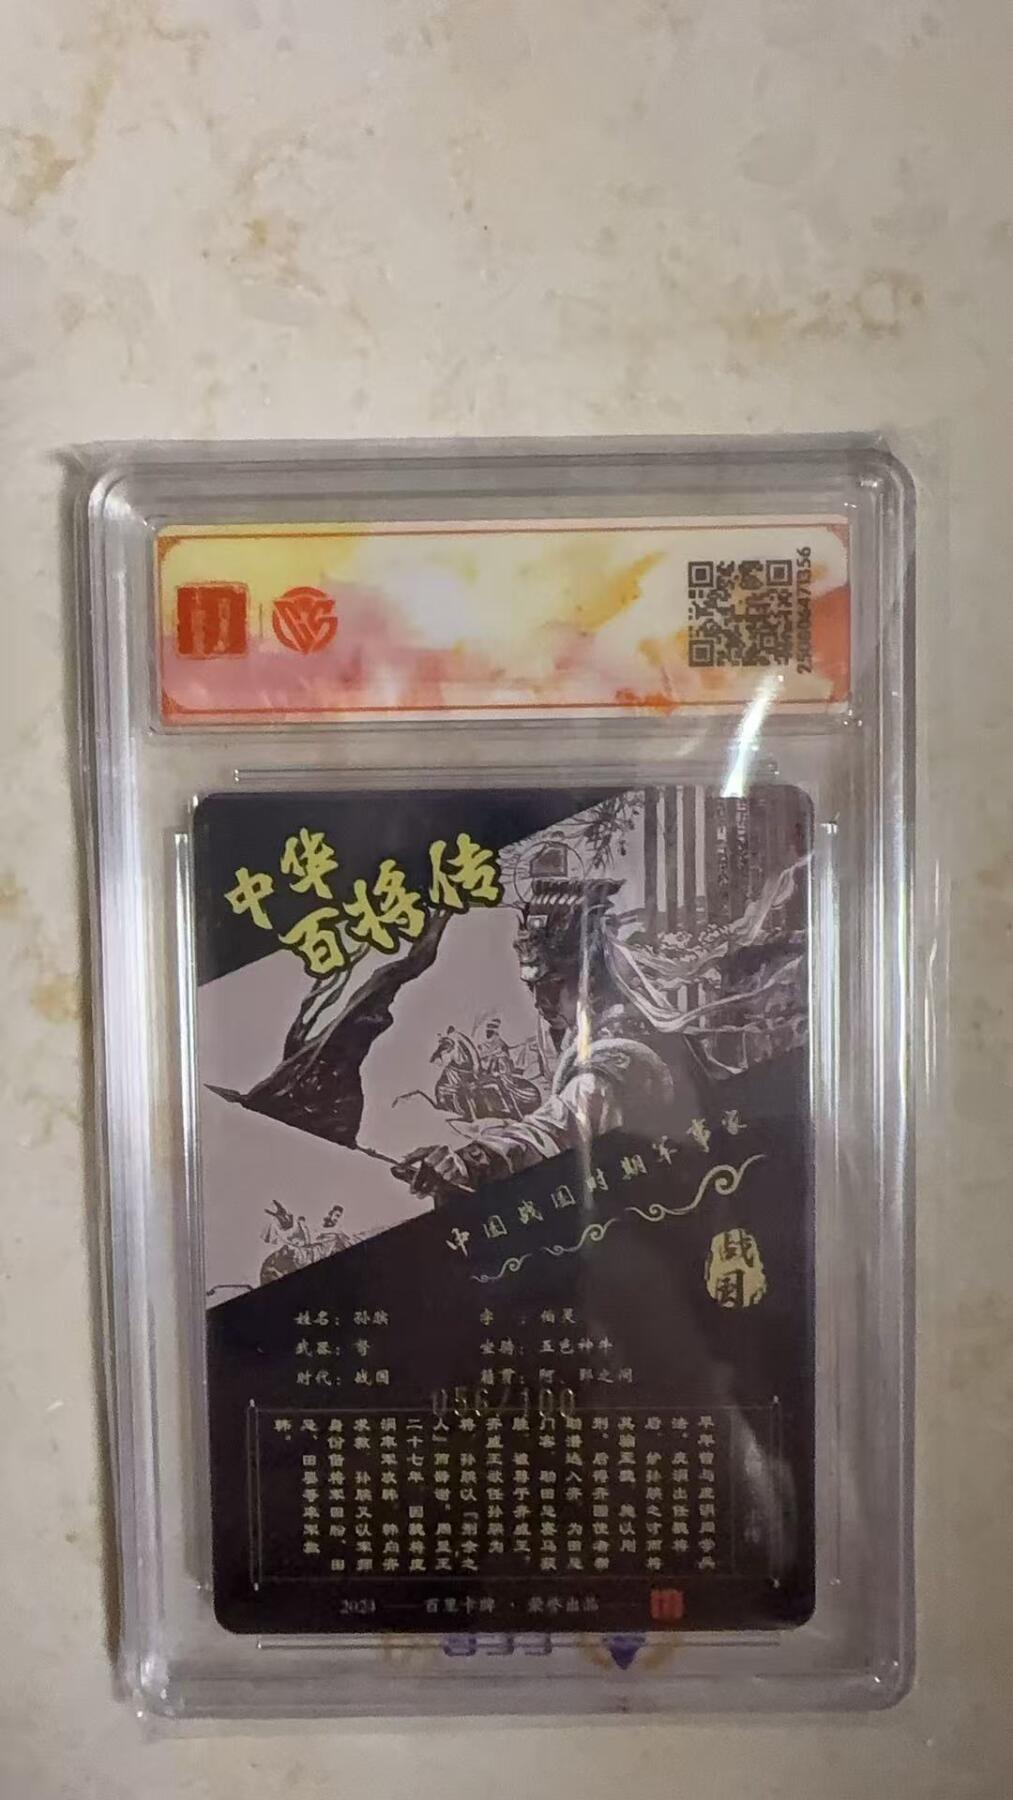 250806471356
中华
百将传
中国战国时期军事家
战国
姓名：孙膑
字：伯灵
武器：弩
坐骑：五色神牛
时代：战国
籍贯：阿、鄄之间
056/100
早年曾与庞涓同学兵
法。庞涓出任魏将
后，妒孙膑之才而将
其骗至魏，施以刖
刑。后得齐国使者帮
助潜逃入齐，为田忌
门客，助田忌赛马获
胜，被荐于齐威王。
齐威王欲任孙膑为
将，孙膑以「刑余之
人」而辞谢。周显王
二十七年，因魏将庞
涓率军攻韩，韩向齐
求救，孙膑又以军师
身份偕将军田朌、田
忌、田婴等率军救
韩。
2024 百里卡牌·荣誉出品